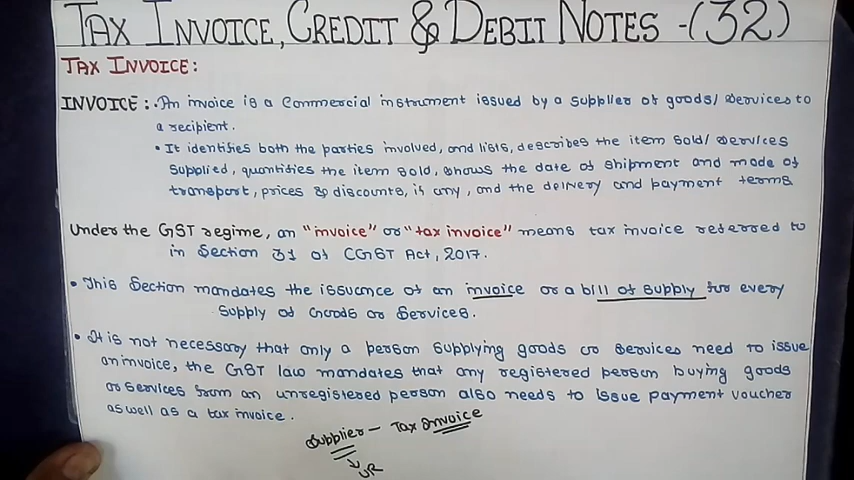 TAX INVOICE, CREDIT & DEBIT NOTES -(32)
TAX INVOICE:
INVOICE: • An invoice is a commercial instrument issued by a supplier of goods/services to
a recipient.
• It identifies both the parties involved, and lists, describes the item sold/services
supplied, quantifies the item sold, shows the date of shipment and mode of
transport, prices & discounts, if any, and the delivery and payment terms
Under the GST regime, an "invoice" or "tax invoice" means tax invoice referred to
in Section 31 of CGST Act, 2017.
• This Section mandates the issuance of an invoice or a bill of supply for every
supply of Goods or Services.
• It is not necessary that only a person supplying goods or services need to issue
an invoice, the GST law mandates that any registered person buying goods
or services from an unregistered person also needs to issue payment voucher
as well as a tax invoice.
Supplier - Tax Invoice
UR